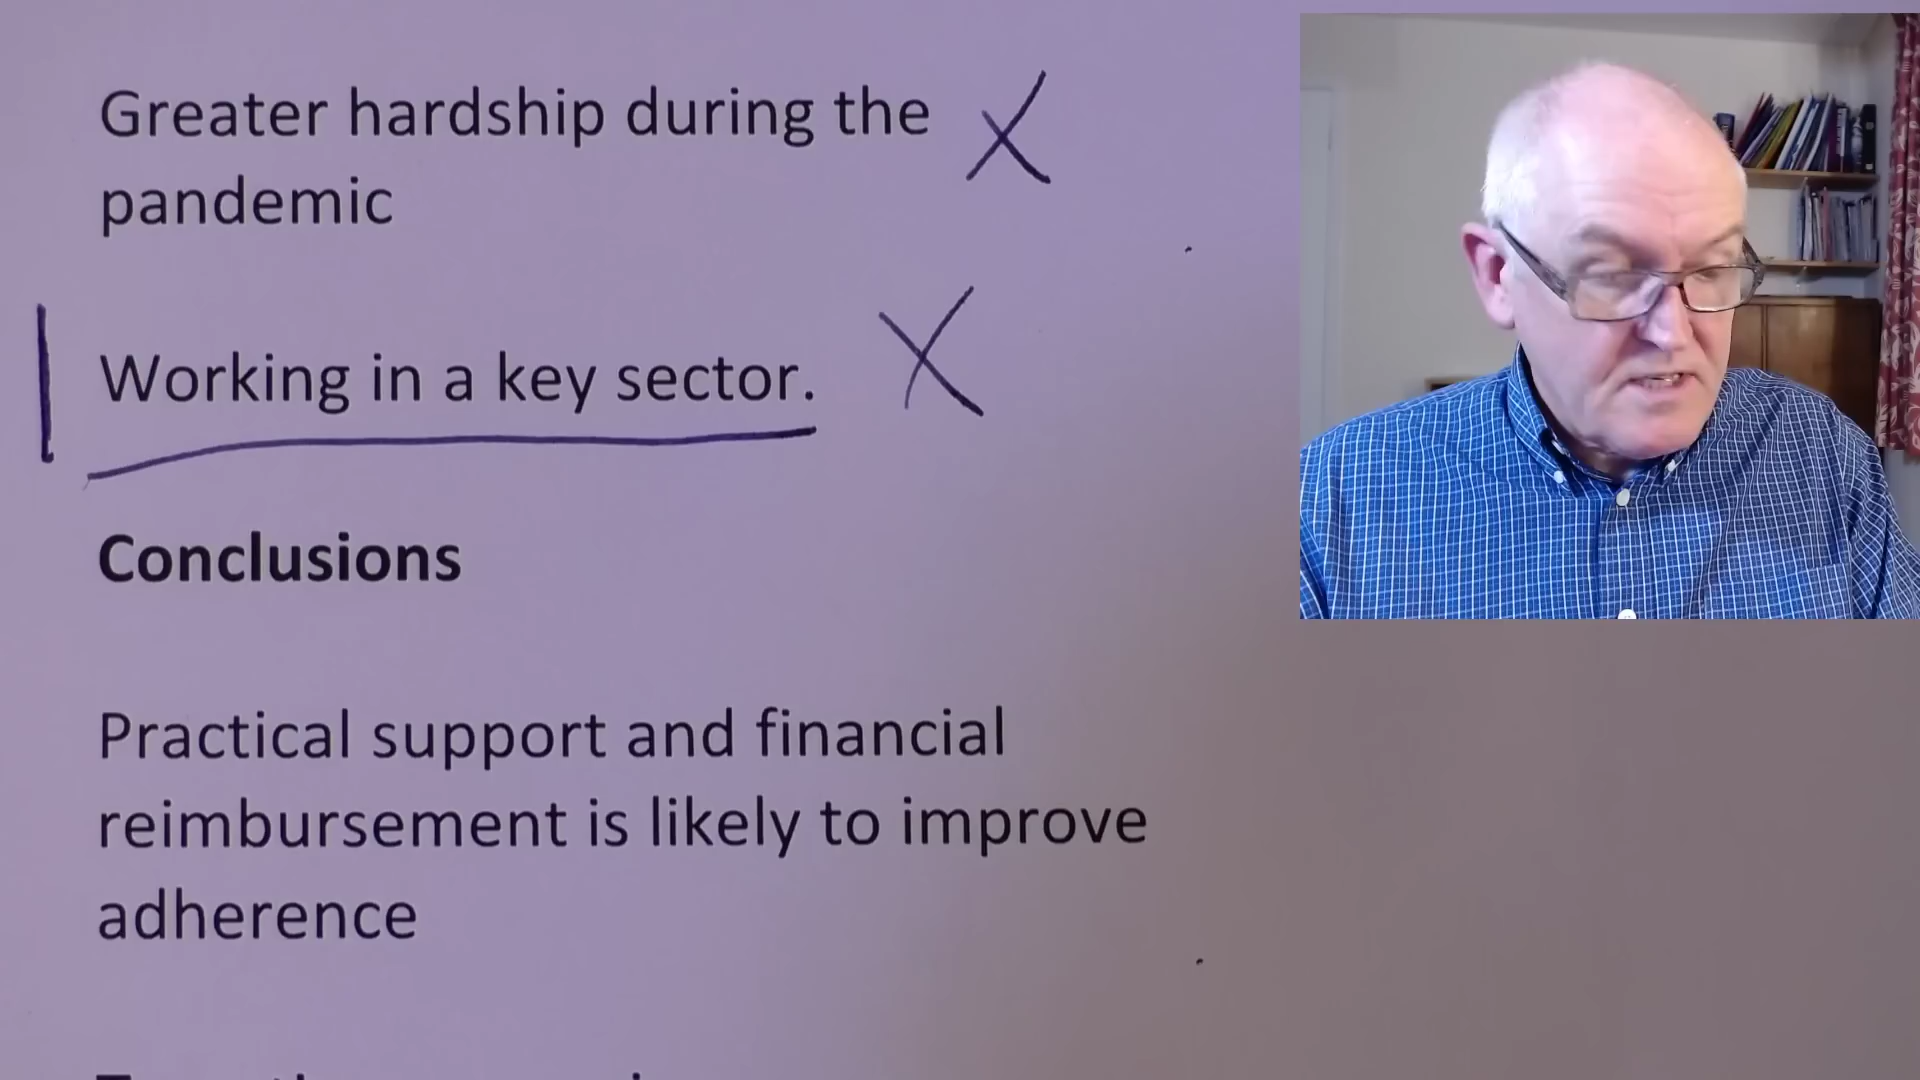 Greater hardship during the
pandemic
Working in a key sector.
Conclusions
Practical support and financial
reimbursement is likely to improve
adherence